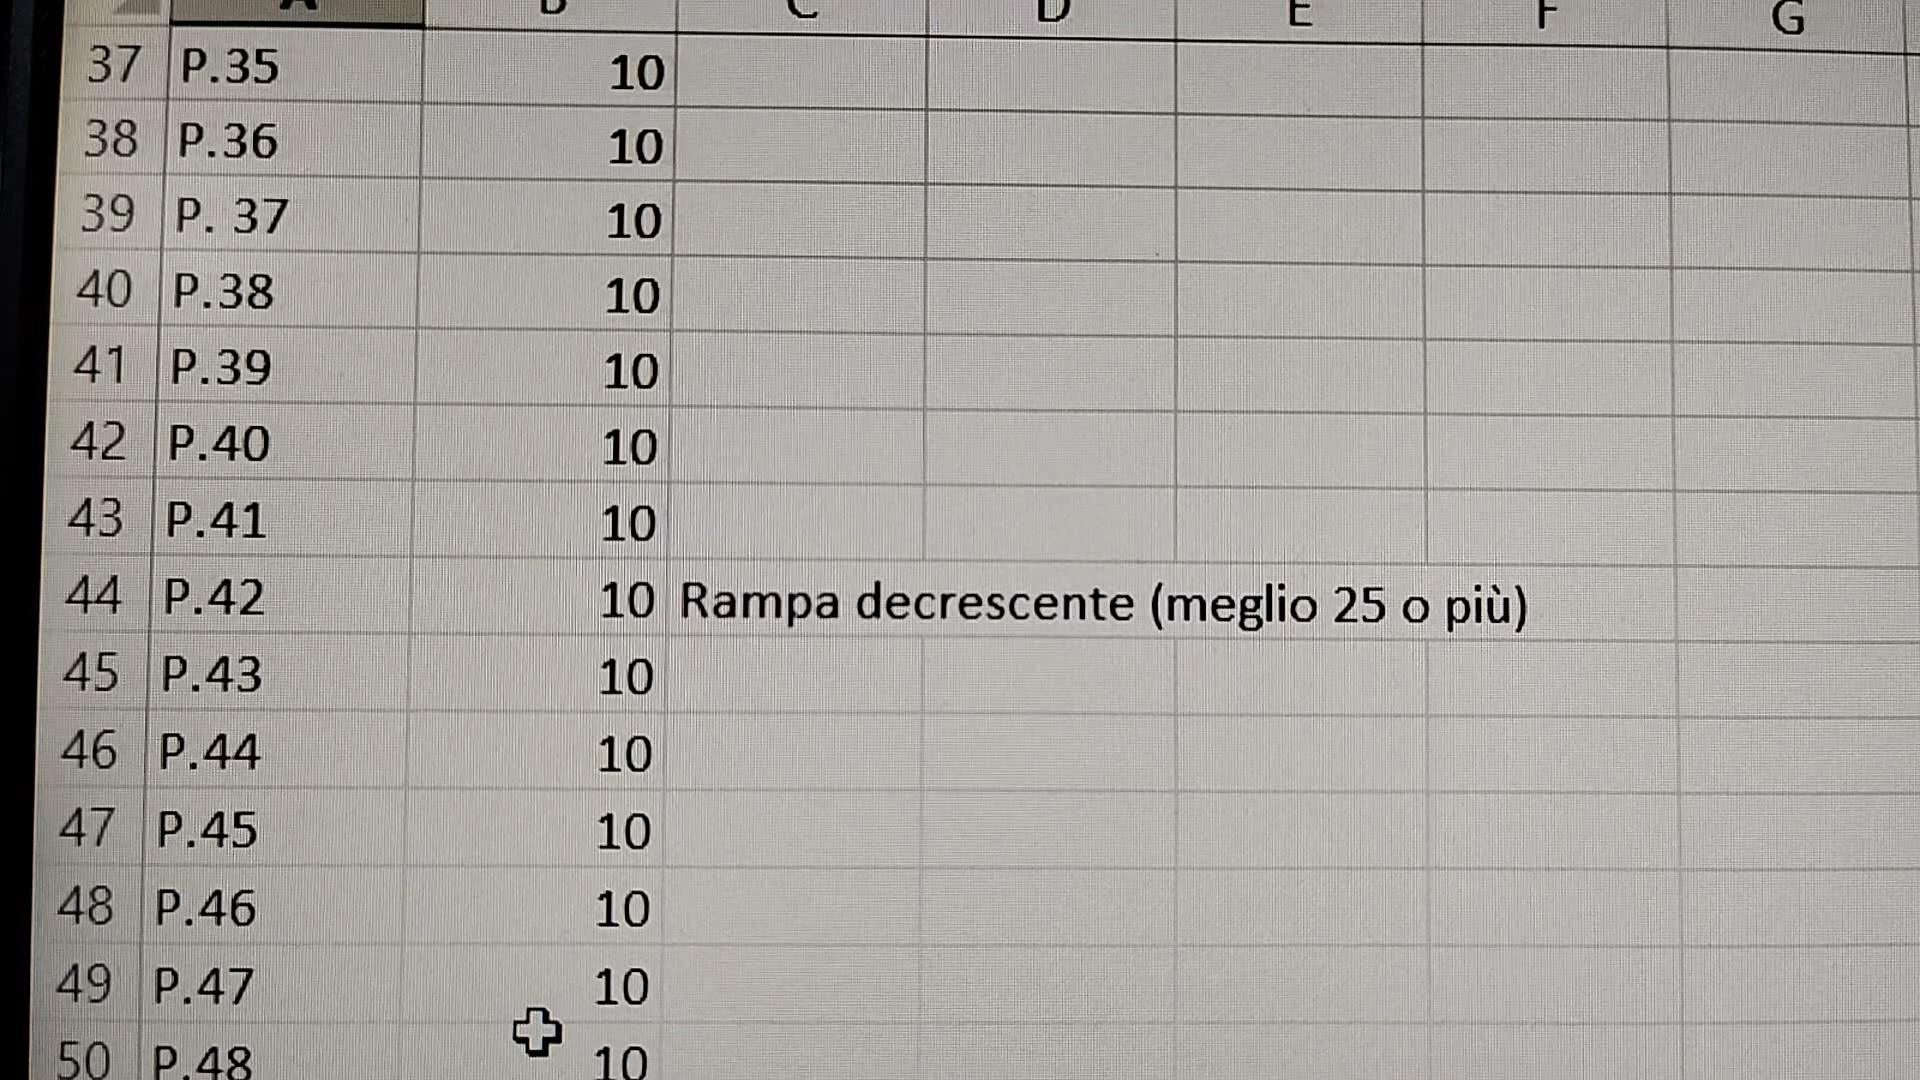 A B C D E F G
37 P.35 10
38 P.36 10
39 P. 37 10
40 P.38 10
41 P.39 10
42 P.40 10
43 P.41 10
44 P.42 10 Rampa decrescente (meglio 25 o più)
45 P.43 10
46 P.44 10
47 P.45 10
48 P.46 10
49 P.47 10
50 P.48 10